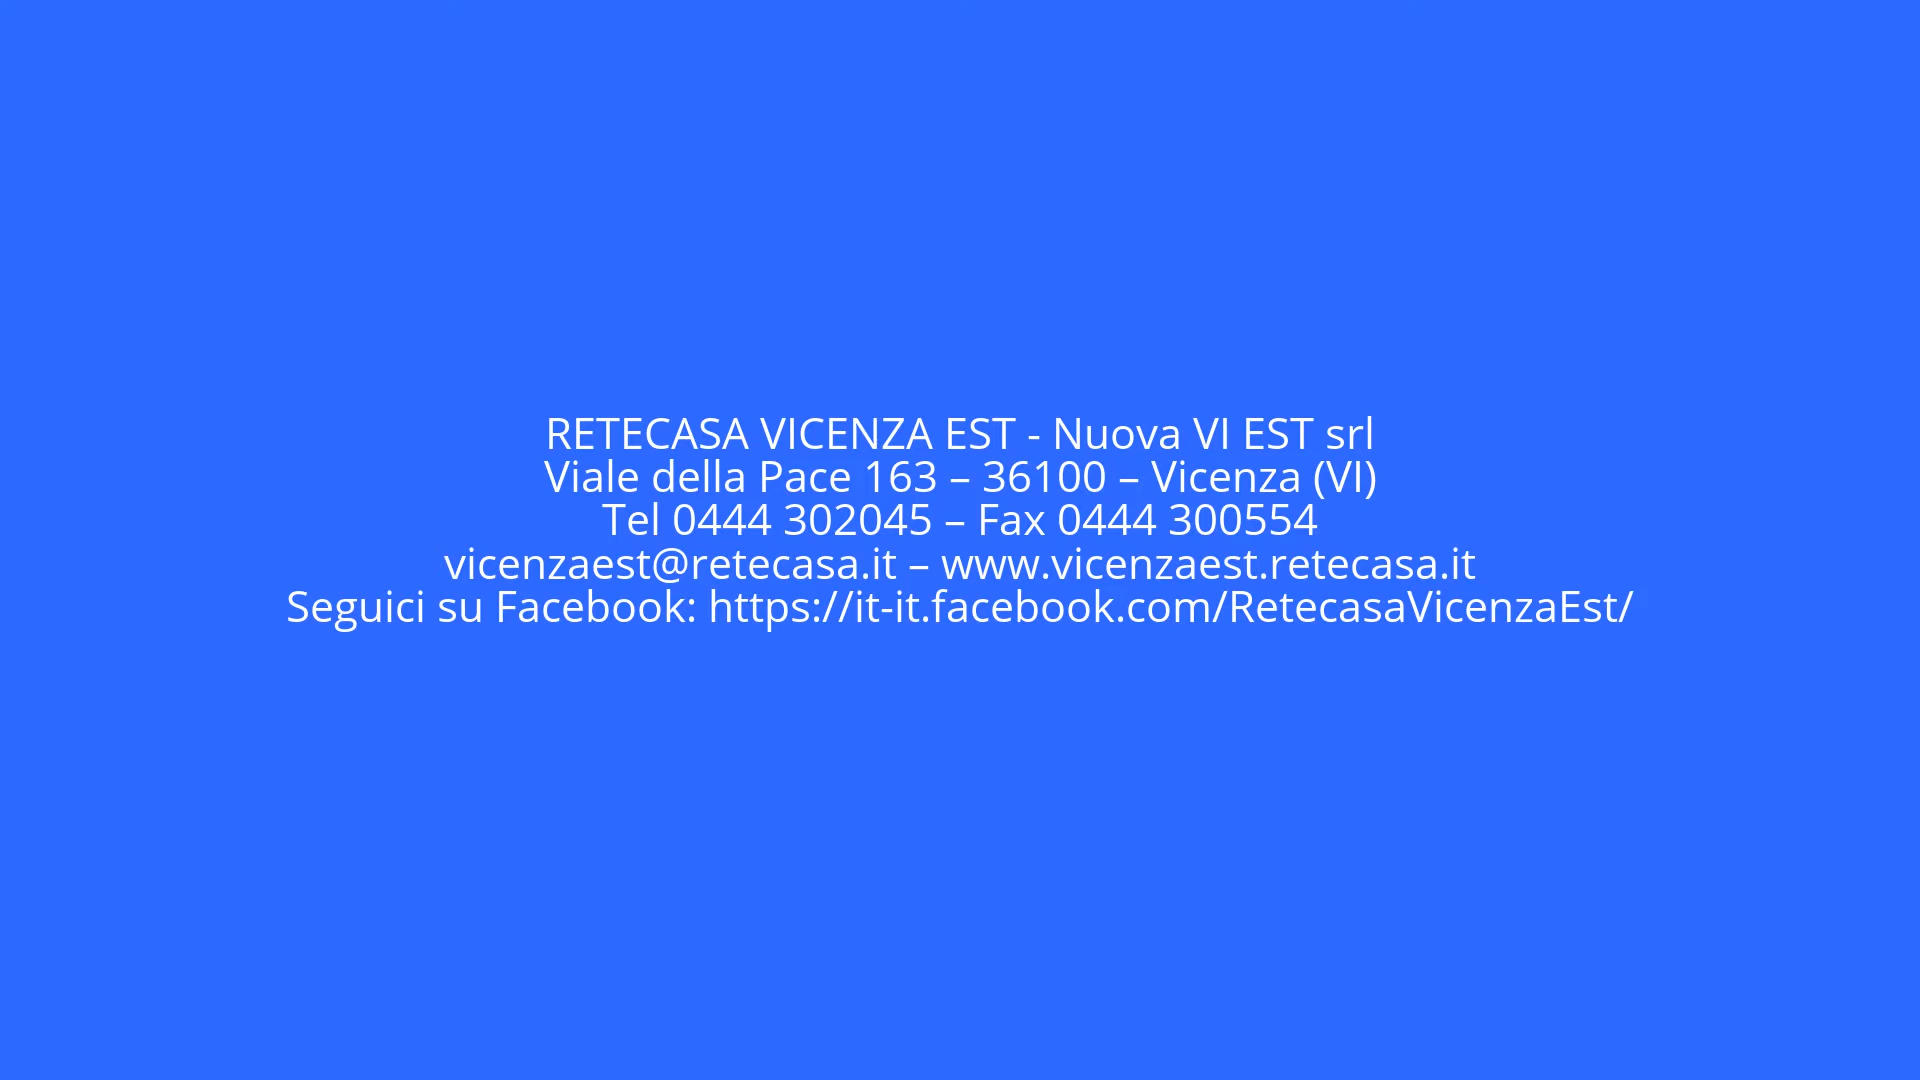 RETECASA VICENZA EST - Nuova VI EST srl
Viale della Pace 163 – 36100 – Vicenza (VI)
Tel 0444 302045 – Fax 0444 300554
vicenzaest@retecasa.it – www.vicenzaest.retecasa.it
Seguici su Facebook: https://it-it.facebook.com/RetecasaVicenzaEst/